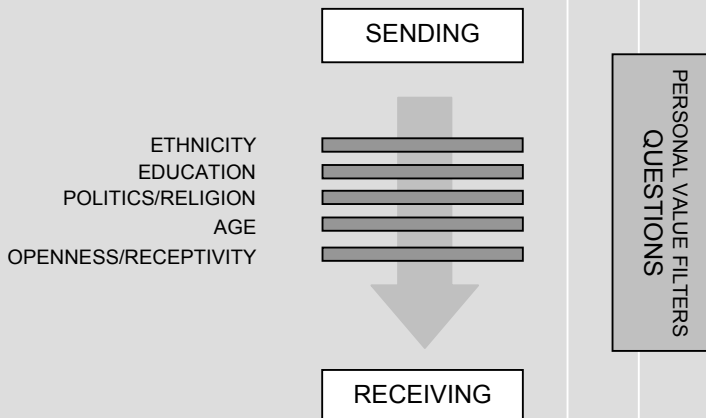 SENDING
ETHNICITY
EDUCATION
POLITICS/RELIGION
AGE
OPENNESS/RECEPTIVITY
RECEIVING
PERSONAL VALUE FILTERS
QUESTIONS